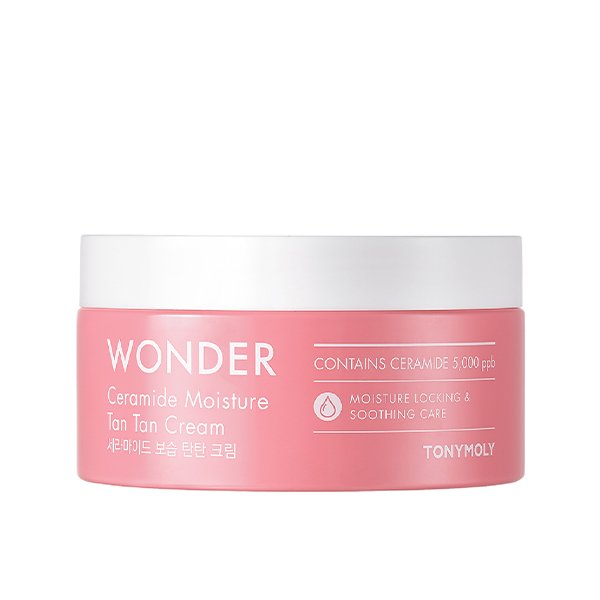 WONDER
Ceramide Moisture
Tan Tan Cream
세라마이드 보습 탄탄 크림
CONTAINS CERAMIDE 5,000 ppb
MOISTURE LOCKING &
SOOTHING CARE
TONYMOLY